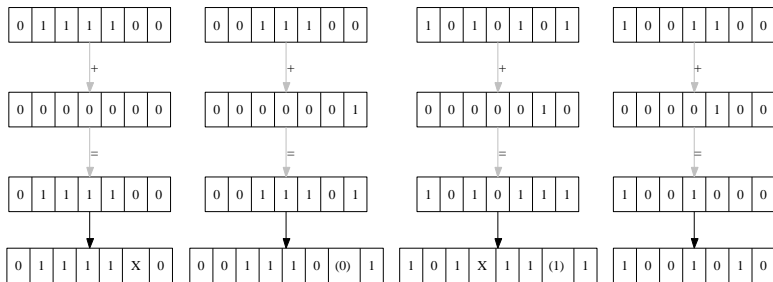 0 1 1 1 1 0 0 0 0 1 1 1 0 0 1 0 1 0 1 0 1 1 0 0 1 1 0 0
+ + + +
0 0 0 0 0 0 0 0 0 0 0 0 0 1 0 0 0 0 0 1 0 0 0 0 0 1 0 0
= = = =
0 1 1 1 1 0 0 0 0 1 1 1 0 1 1 0 1 0 1 1 1 1 0 0 1 0 0 0
0 1 1 1 1 X 0 0 0 1 1 1 0 (0) 1 1 0 1 X 1 1 (1) 1 1 0 0 1 0 1 0